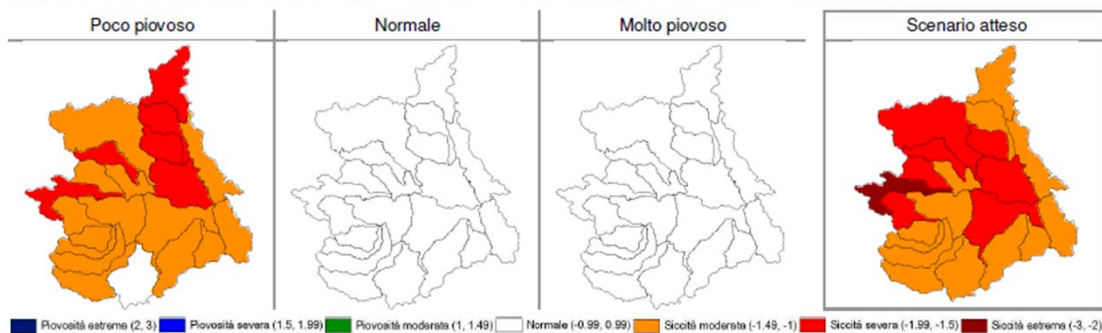 Poco piovoso Normale Molto piovoso Scenario atteso
Piovosità estrema (2, 3) Piovosità severa (1.5, 1.99) Piovosità moderata (1, 1.49) Normale (-0.99, 0.99) Siccità moderata (-1.49, -1) Siccità severa (-1.99, -1.5) Siccità estrema (-3, -2)